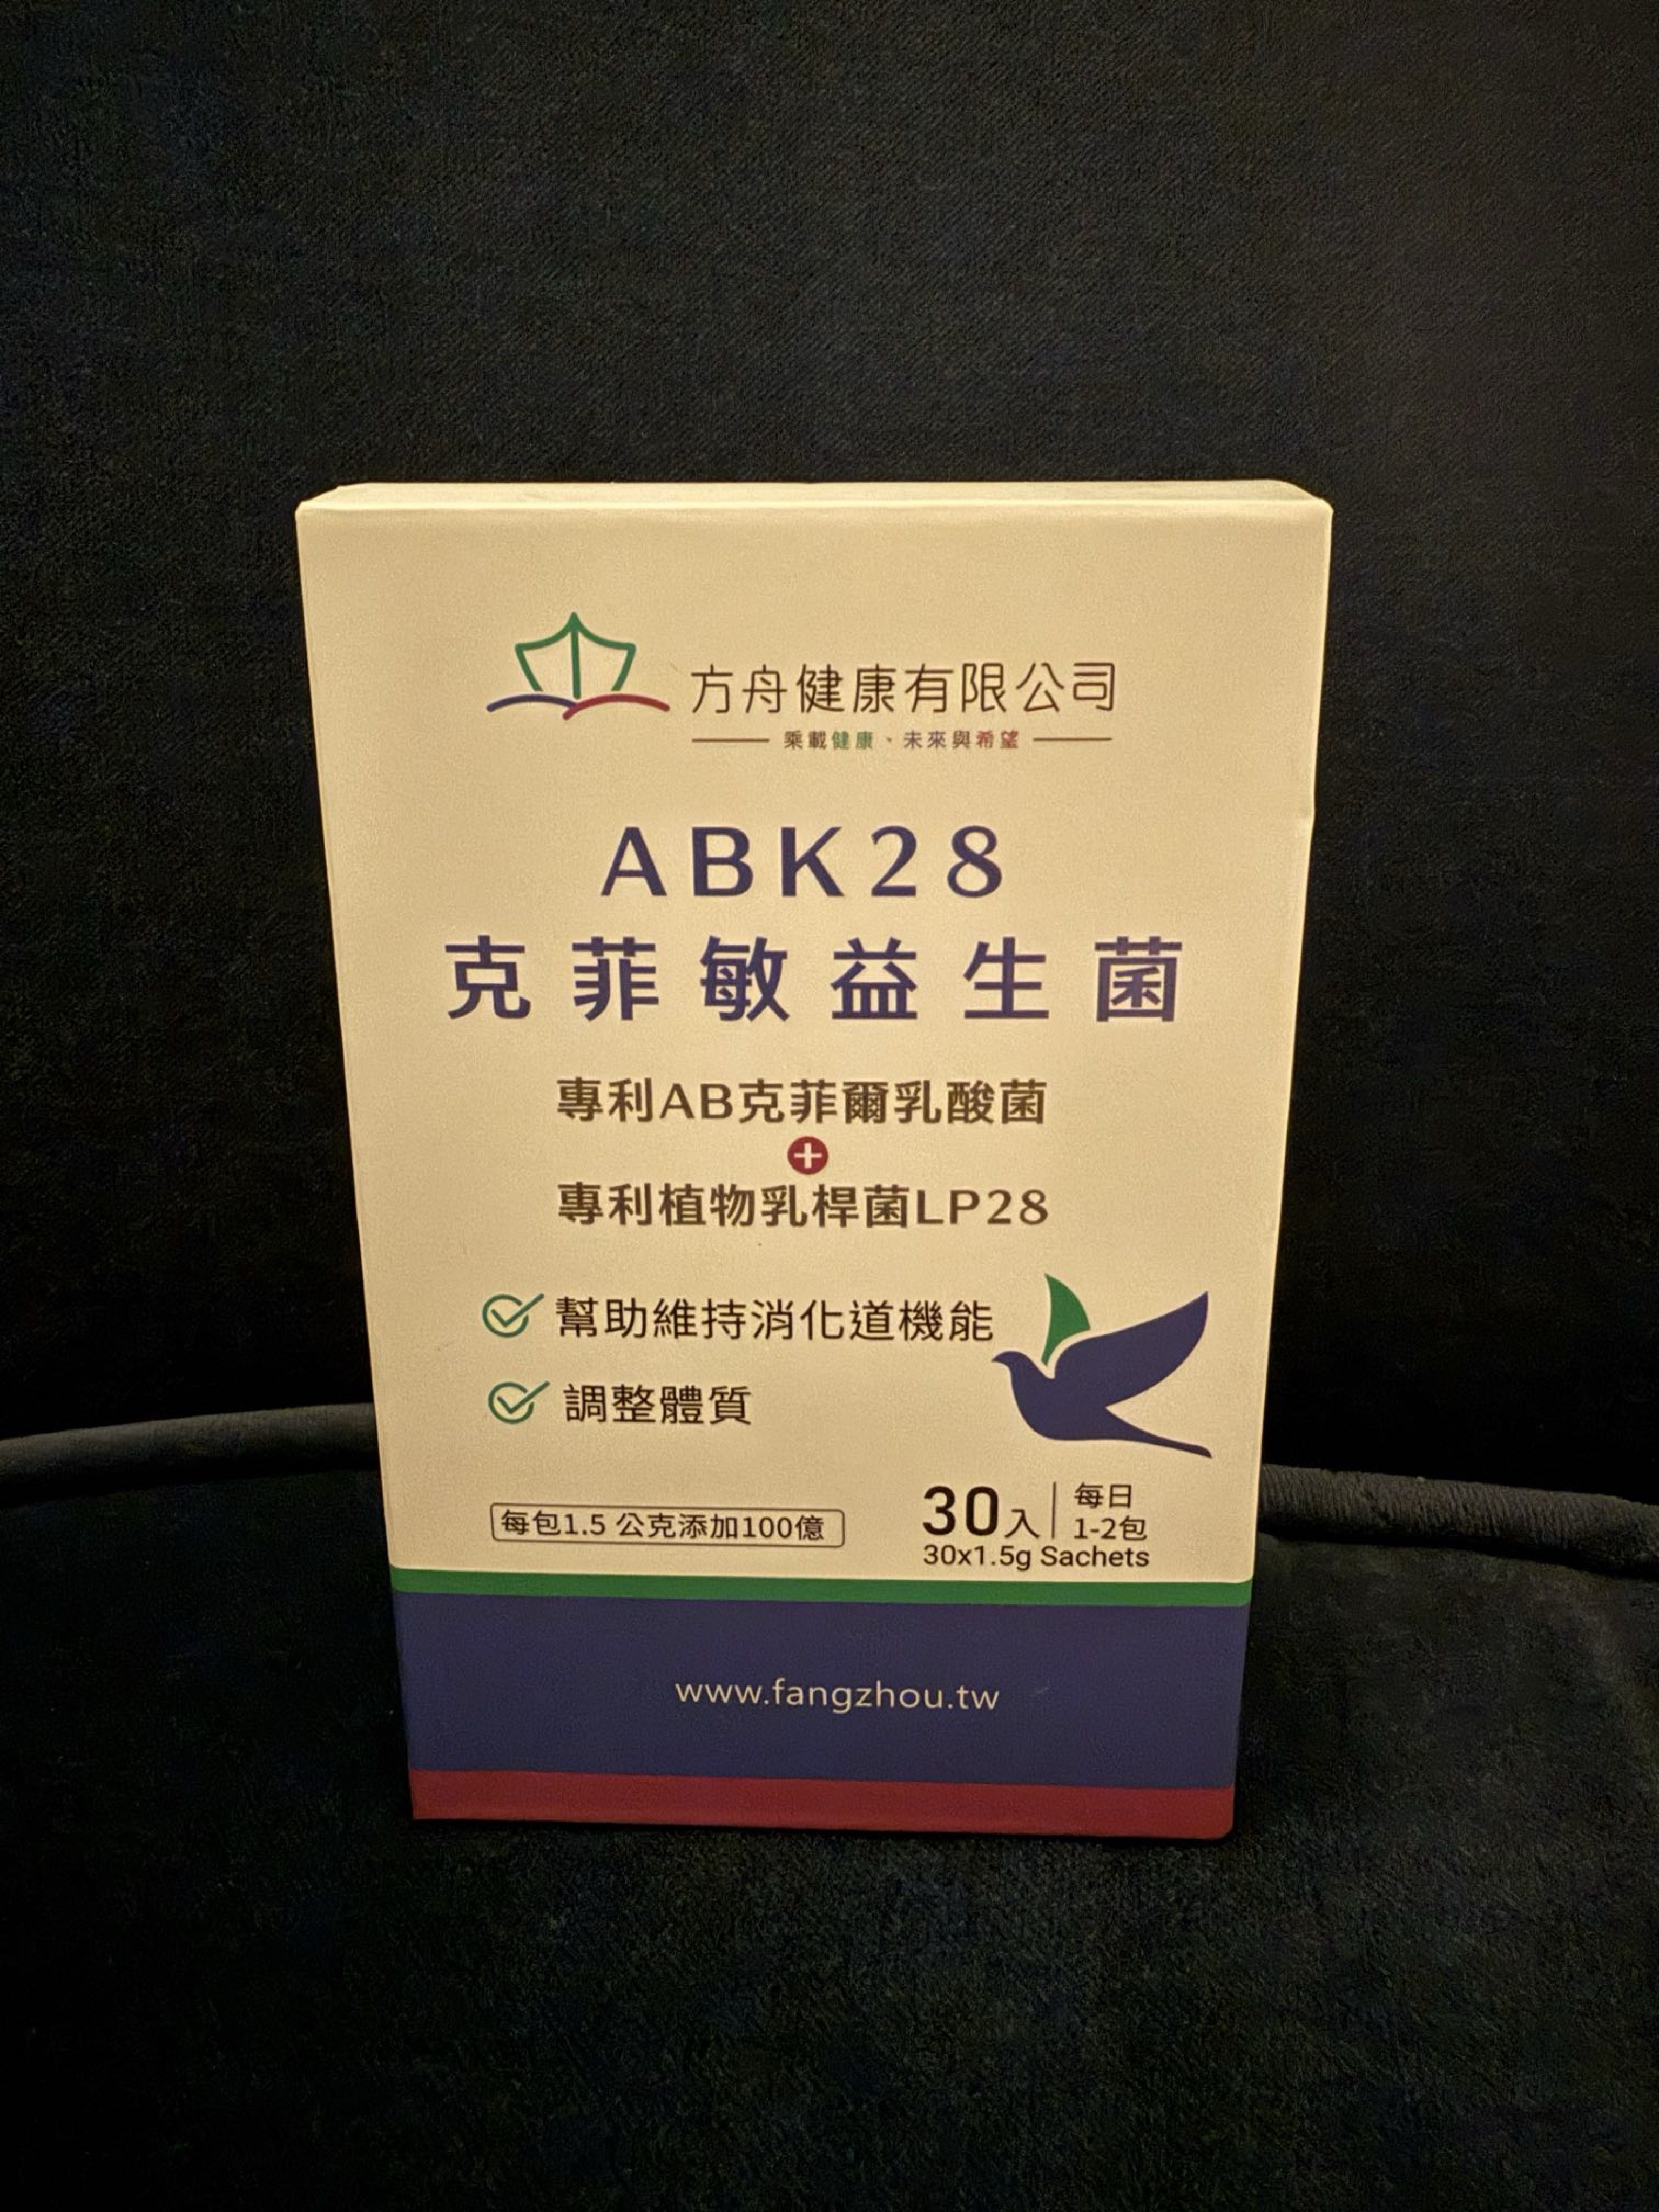 方舟健康有限公司
乘載健康、未來與希望
ABK28
克菲敏益生菌
專利AB克菲爾乳酸菌
+
專利植物乳桿菌LP28
幫助維持消化道機能
調整體質
每包1.5 公克添加100億
30入
每日
1-2包
30x1.5g Sachets
www.fangzhou.tw